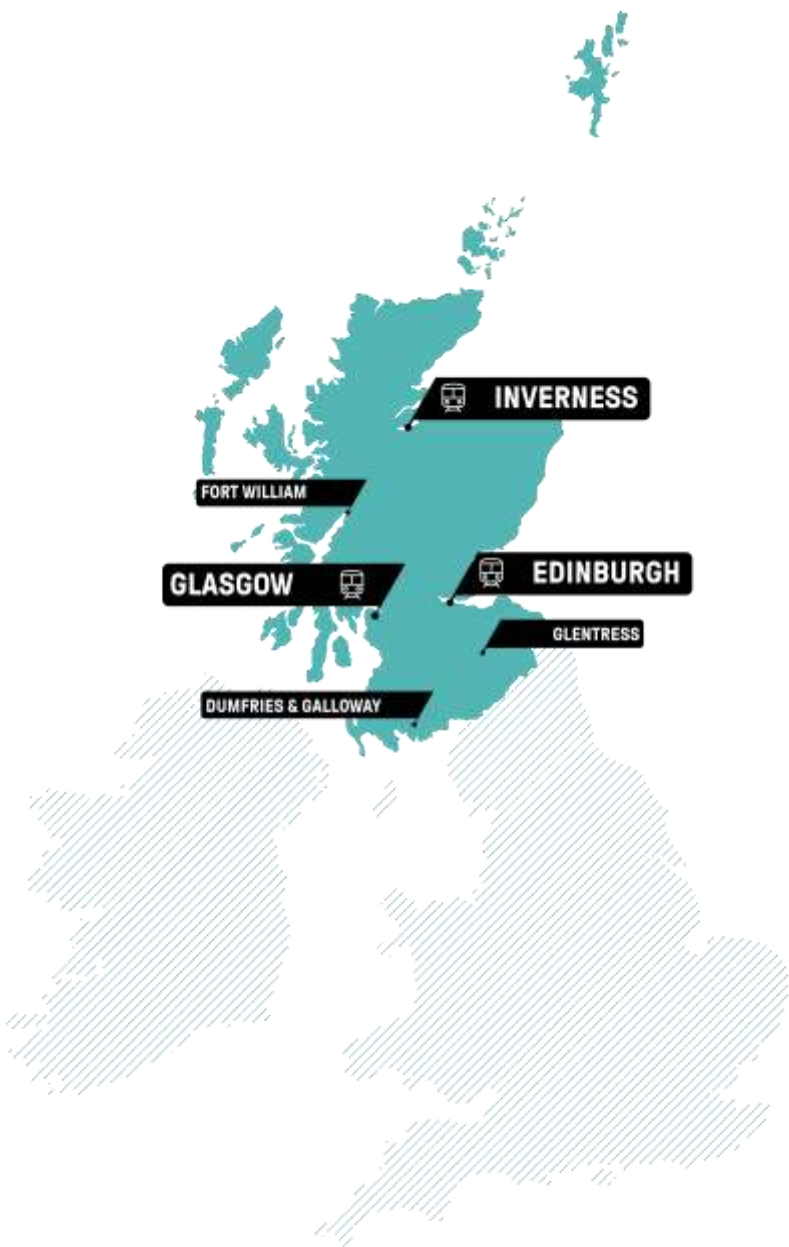 INVERNESS
FORT WILLIAM
EDINBURGH
GLASGOW
GLENTRESS
DUMFRIES & GALLOWAY